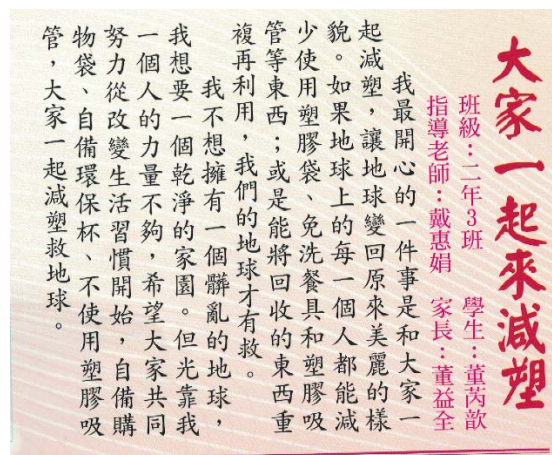 大家一起來減塑
班級：二年3班　學生：董芮歆
指導老師：戴惠娟　家長：董益全
我最開心的一件事是和大家一
起減塑，讓地球變回原來美麗的樣
貌。如果地球上的每一個人都能減
少使用塑膠袋、免洗餐具和塑膠吸
管等東西；或是能將回收的東西重
複再利用，我們的地球才有救。
我不想擁有一個髒亂的地球，
我想要一個乾淨的家園。但光靠我
一個人的力量不夠，希望大家共同
努力從改變生活習慣開始，自備購
物袋、自備環保杯、不使用塑膠吸
管，大家一起減塑救地球。